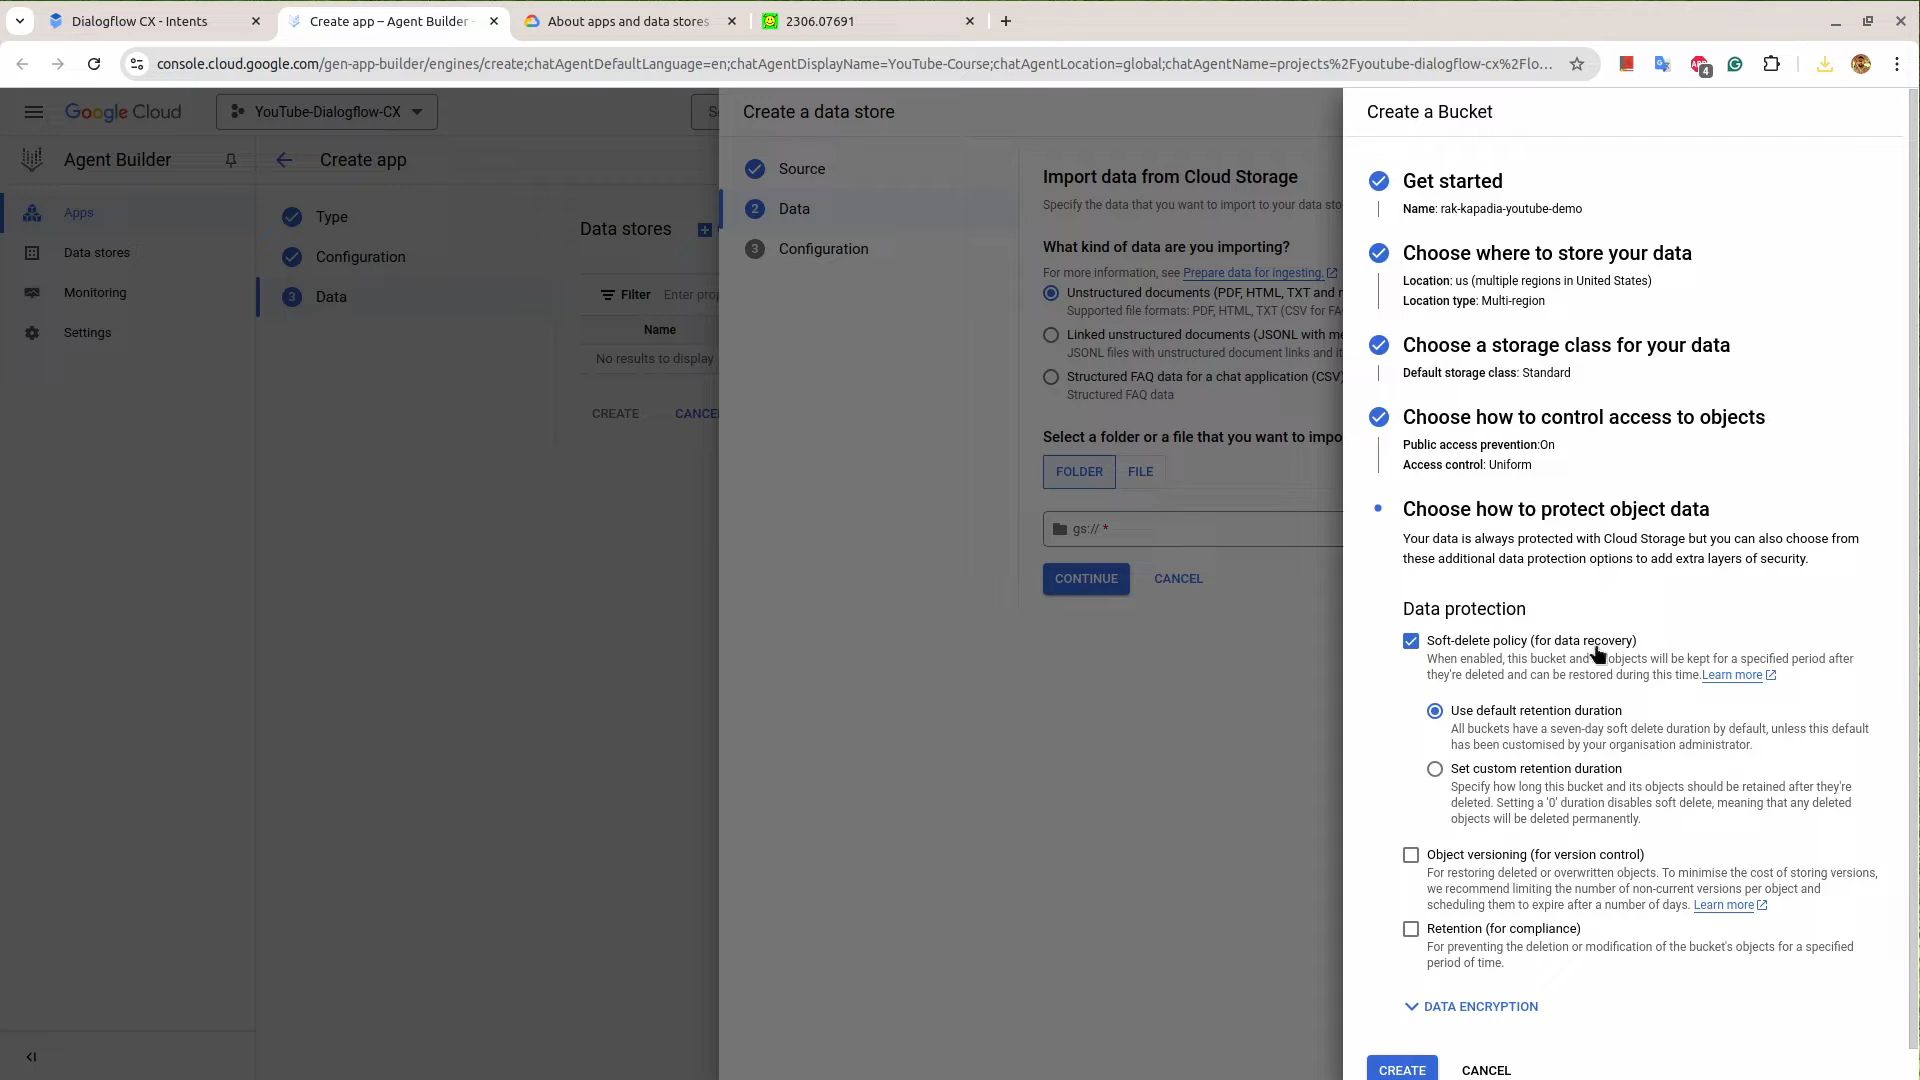 Dialogflow CX - Intents
Create app – Agent Builder -
About apps and data stores
2306.07691
console.cloud.google.com/gen-app-builder/engines/create;chatAgentDefaultLanguage=en;chatAgentDisplayName=YouTube-Course;chatAgentLocation=global;chatAgentName=projects%2Fyoutube-dialogflow-cx%2Flo...
4
Google Cloud
YouTube-Dialogflow-CX
Agent Builder
Apps
Data stores
Monitoring
Settings
Create app
Type
Configuration
3 Data
Data stores
Filter Enter prop
Name
No results to display
CREATE CANCE
Create a data store
Source
2 Data
3 Configuration
Import data from Cloud Storage
Specify the data that you want to import to your data sto
What kind of data are you importing?
For more information, see Prepare data for ingesting.
Unstructured documents (PDF, HTML, TXT and m
Supported file formats: PDF, HTML, TXT (CSV for FA
Linked unstructured documents (JSONL with me
JSONL files with unstructured document links and
Structured FAQ data for a chat application (CSV)
Structured FAQ data
Select a folder or a file that you want to impo
FOLDER FILE
gs:// *
CONTINUE CANCEL
Create a Bucket
Get started
Name: rak-kapadia-youtube-demo
Choose where to store your data
Location: us (multiple regions in United States)
Location type: Multi-region
Choose a storage class for your data
Default storage class: Standard
Choose how to control access to objects
Public access prevention:On
Access control: Uniform
Choose how to protect object data
Your data is always protected with Cloud Storage but you can also choose from
these additional data protection options to add extra layers of security.
Data protection
Soft-delete policy (for data recovery)
When enabled, this bucket and objects will be kept for a specified period after
they're deleted and can be restored during this time.Learn more
Use default retention duration
All buckets have a seven-day soft delete duration by default, unless this default
has been customised by your organisation administrator.
Set custom retention duration
Specify how long this bucket and its objects should be retained after they're
deleted. Setting a '0' duration disables soft delete, meaning that any deleted
objects will be deleted permanently.
Object versioning (for version control)
For restoring deleted or overwritten objects. To minimise the cost of storing versions,
we recommend limiting the number of non-current versions per object and
scheduling them to expire after a number of days. Learn more
Retention (for compliance)
For preventing the deletion or modification of the bucket's objects for a specified
period of time.
DATA ENCRYPTION
CREATE CANCEL